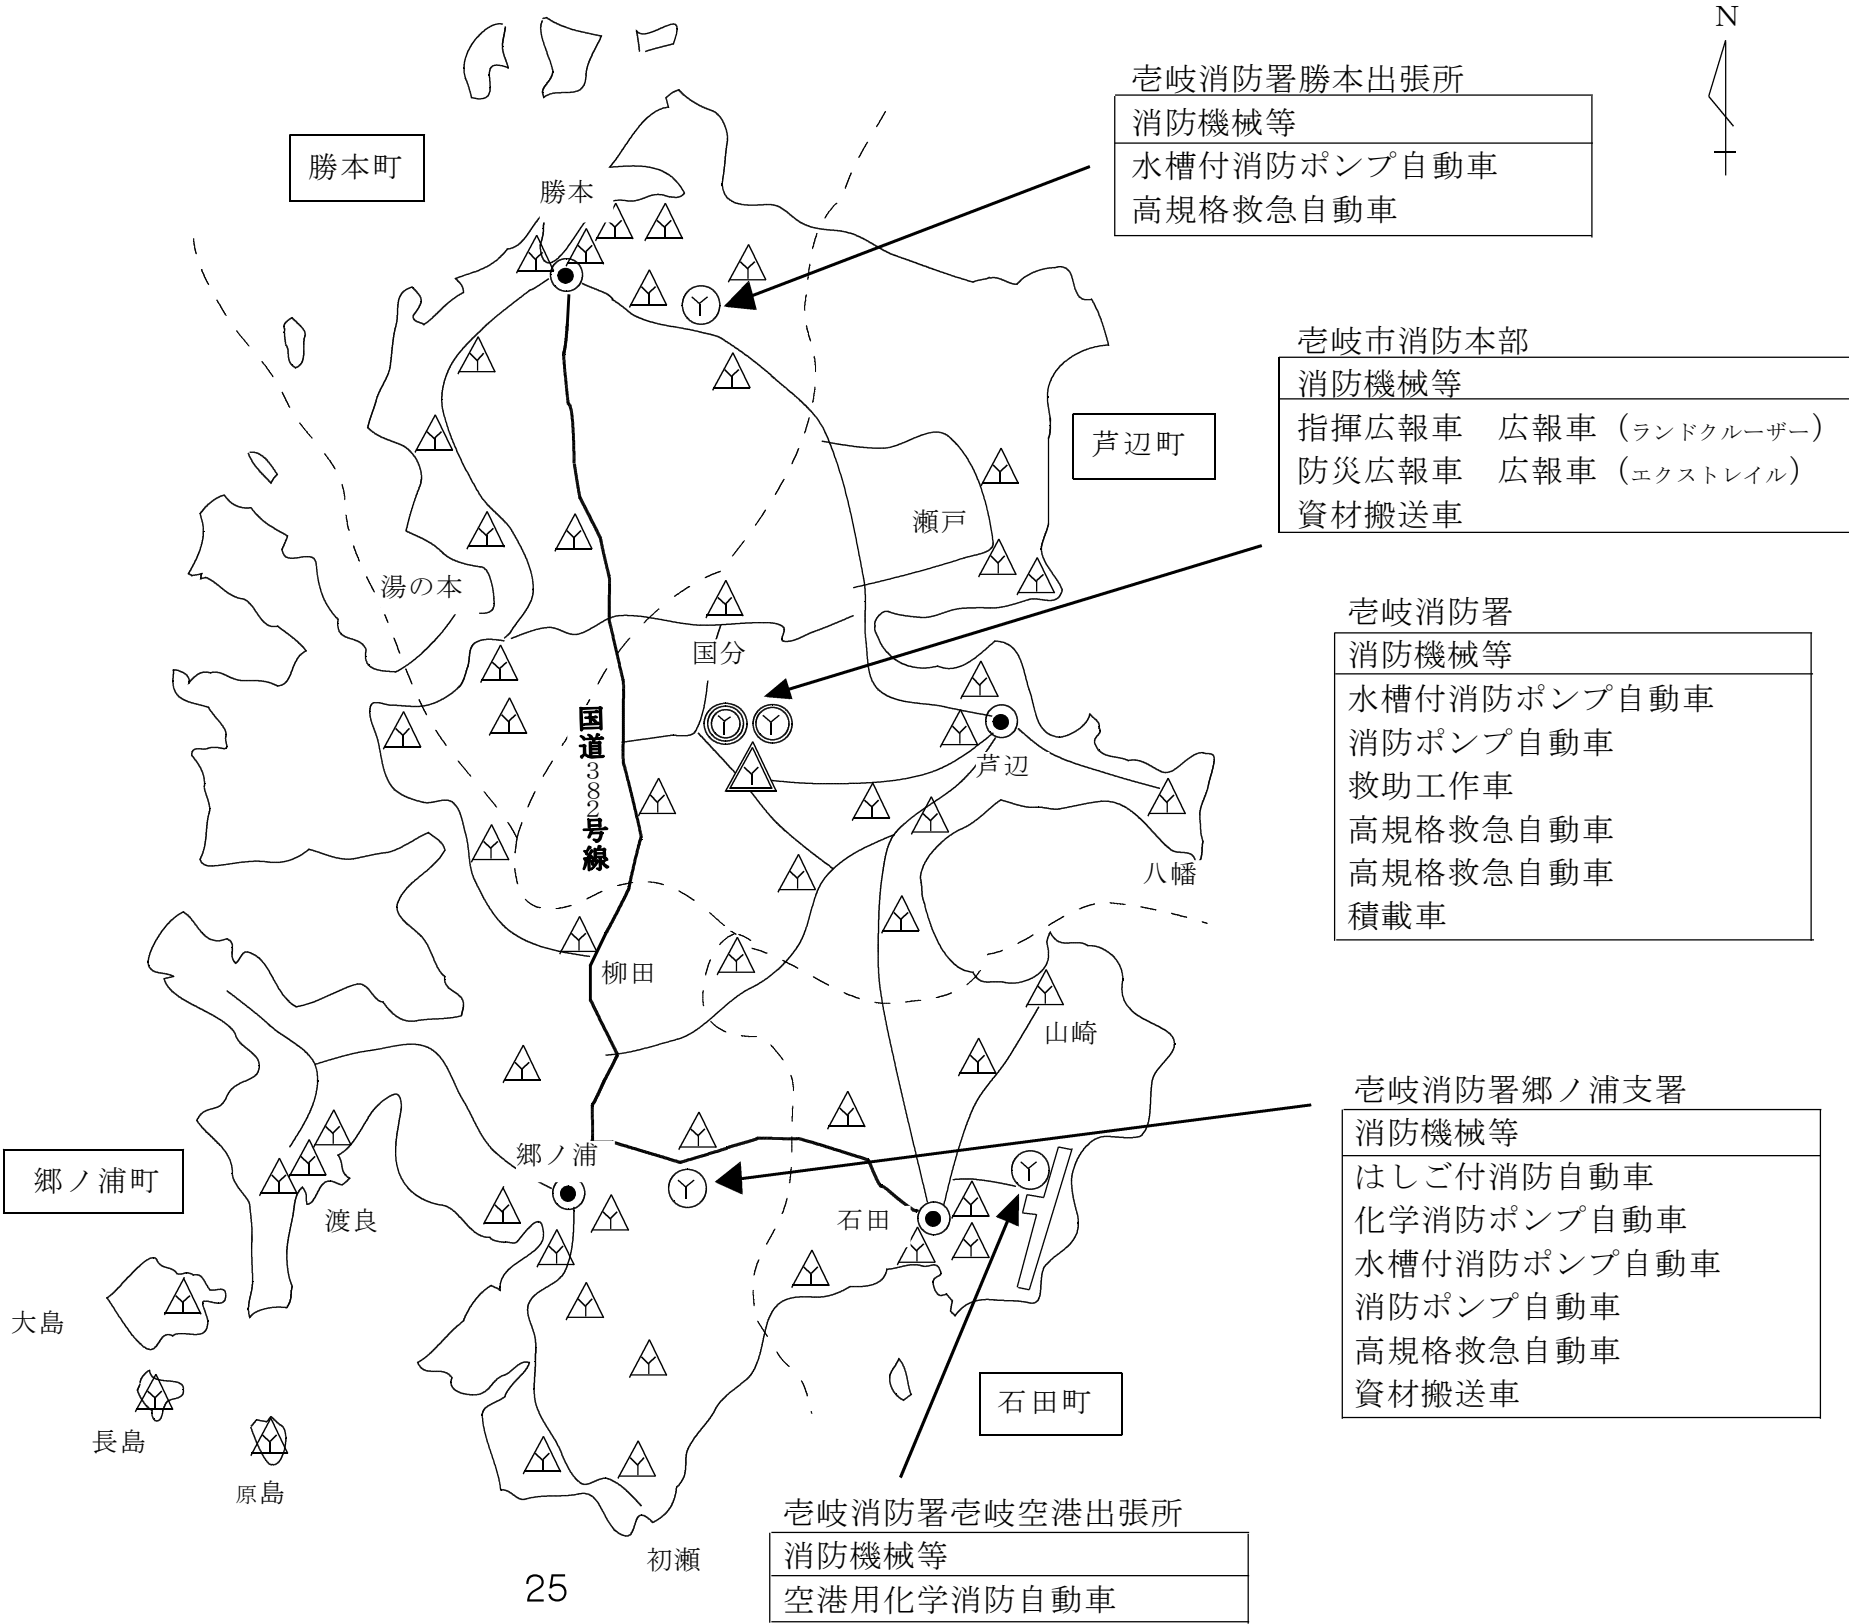 N
壱岐消防署勝本出張所
消防機械等
水槽付消防ポンプ自動車
高規格救急自動車
勝本町
勝本
壱岐市消防本部
消防機械等
指揮広報車　広報車（ランドクルーザー）
防災広報車　広報車（エクストレイル）
資材搬送車
芦辺町
瀬戸
湯の本
国分
壱岐消防署
消防機械等
水槽付消防ポンプ自動車
消防ポンプ自動車
救助工作車
高規格救急自動車
高規格救急自動車
積載車
国道382号線
芦辺
八幡
柳田
山崎
壱岐消防署郷ノ浦支署
消防機械等
はしご付消防自動車
化学消防ポンプ自動車
水槽付消防ポンプ自動車
消防ポンプ自動車
高規格救急自動車
資材搬送車
郷ノ浦
郷ノ浦町
渡良
石田
大島
石田町
長島
原島
壱岐消防署壱岐空港出張所
消防機械等
空港用化学消防自動車
初瀬
25